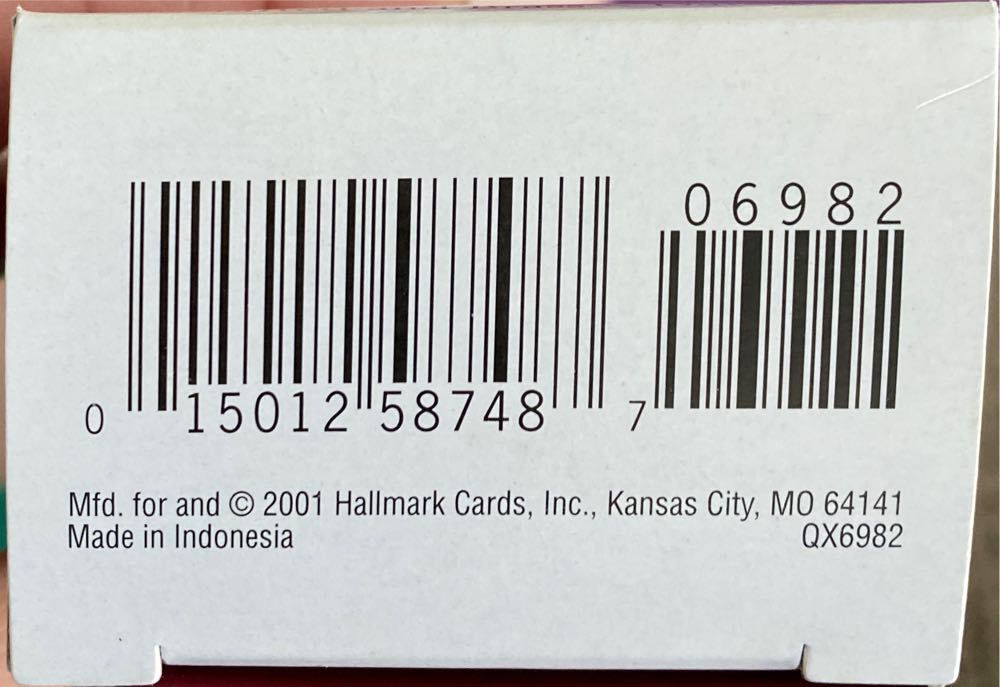 06982
0 15012 58748 7
Mfd. for and © 2001 Hallmark Cards, Inc., Kansas City, MO 64141
Made in Indonesia QX6982